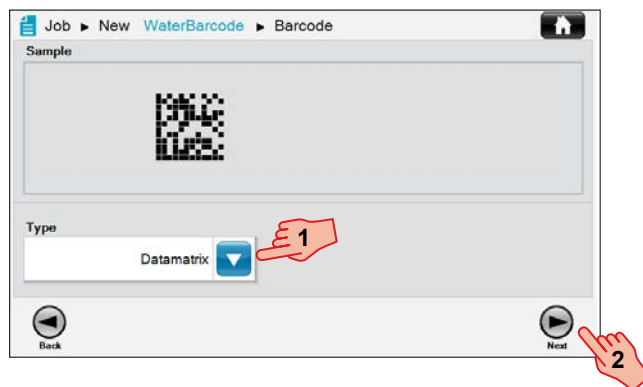 Job ▶ New WaterBarcode ▶ Barcode
Sample
Type
Datamatrix
1
Back
Next
2